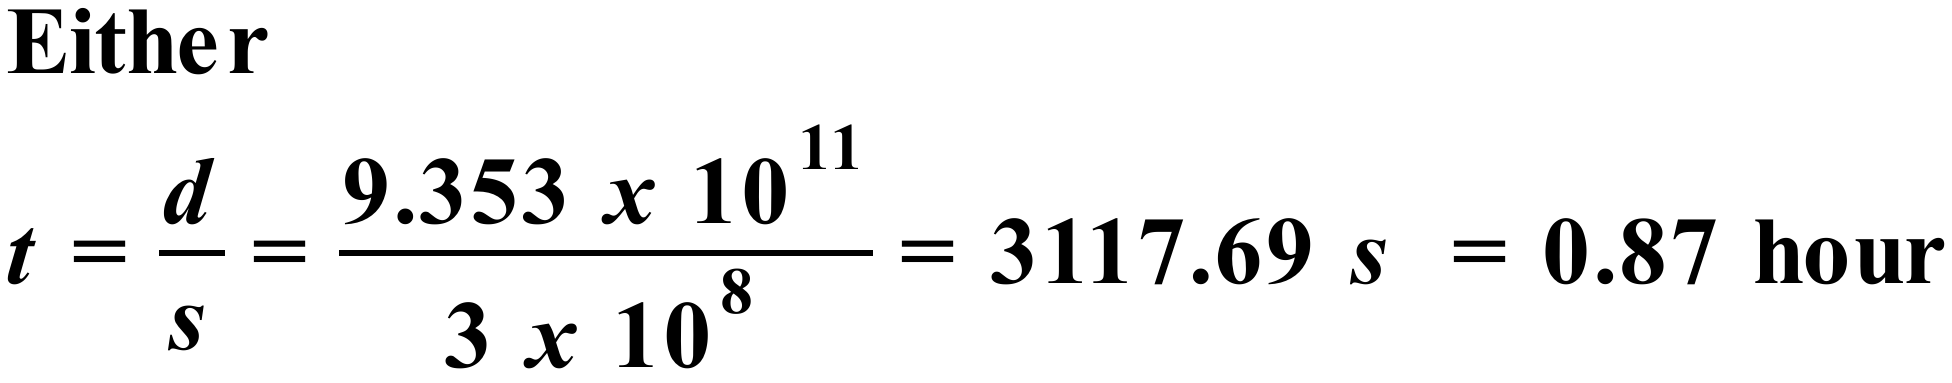 Either
t = d/s = 9.353 x 10^11 / 3 x 10^8 = 3117.69 s = 0.87 hour